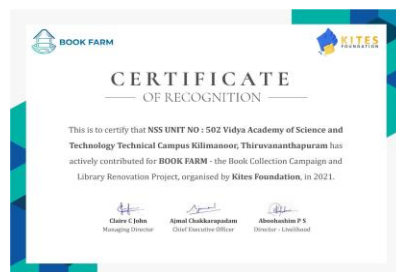 BOOK FARM
KITES
FOUNDATION
CERTIFICATE
OF RECOGNITION
This is to certify that NSS UNIT NO : 502 Vidya Academy of Science and
Technology Technical Campus Kilimanoor, Thiruvananthapuram has
actively contributed for BOOK FARM - the Book Collection Campaign and
Library Renovation Project, organised by Kites Foundation, in 2021.
Claire C John Ajmal Chakkarapadam Aboobashim P S
Managing Director Chief Executive Officer Director - Livelihood